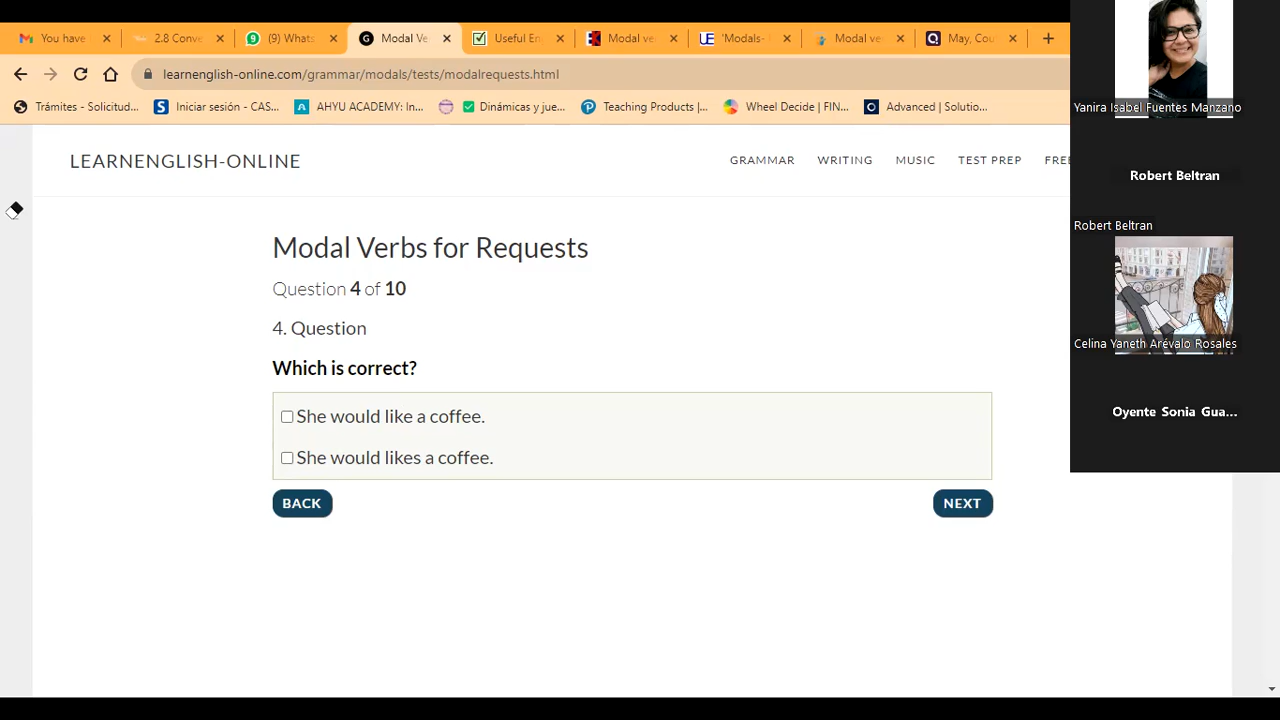 You have
2.8 Conve
(9) Whats
Modal Ve
Useful En
Modal ve
'Modals-
Modal ve
May, Cou
learnenglish-online.com/grammar/modals/tests/modalrequests.html
Trámites - Solicitud...
Iniciar sesión - CAS...
AHYU ACADEMY: In...
Dinámicas y jue...
Teaching Products |...
Wheel Decide | FIN...
Advanced | Solutio...
LEARNENGLISH-ONLINE
GRAMMAR
WRITING
MUSIC
TEST PREP
FREE
Modal Verbs for Requests
Question 4 of 10
4. Question
Which is correct?
She would like a coffee.
She would likes a coffee.
BACK
NEXT
Yanira Isabel Fuentes Manzano
Robert Beltran
Robert Beltran
Celina Yaneth Arévalo Rosales
Oyente Sonia Gua...